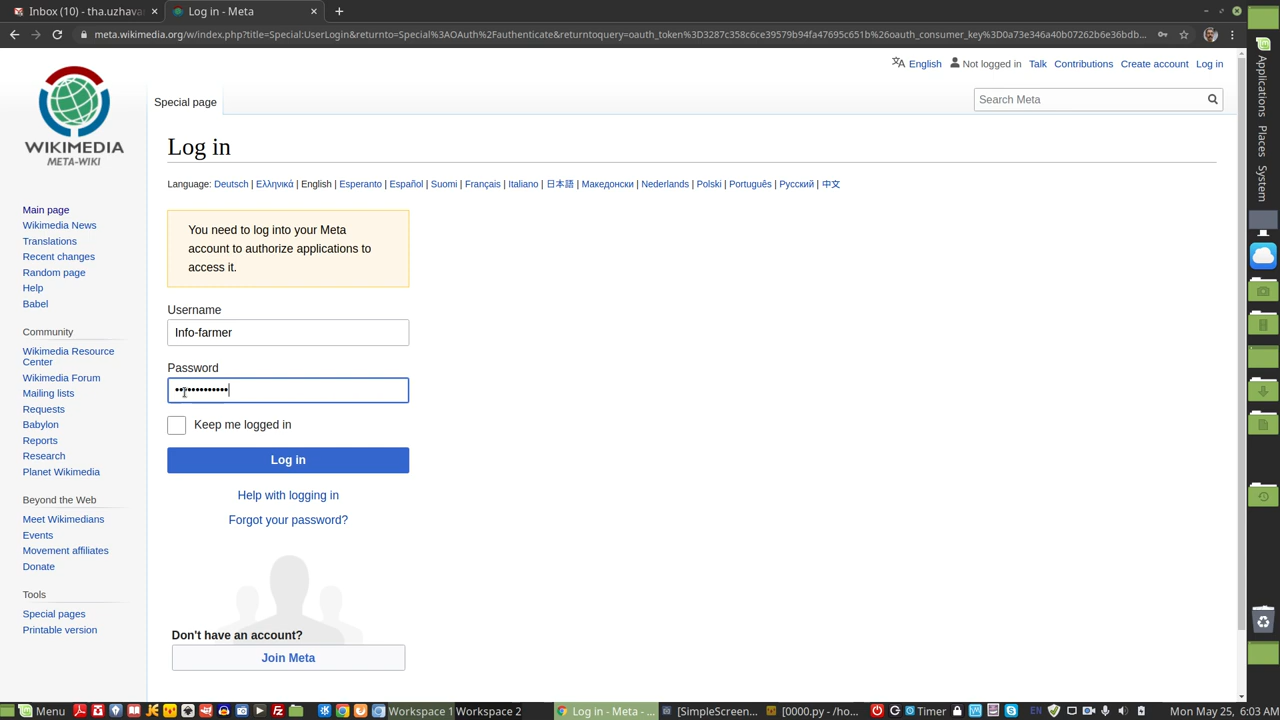 Inbox (10) - tha.uzhava
Log in - Meta
meta.wikimedia.org/w/index.php?title=Special:UserLogin&returnto=Special%3AOAuth%2Fauthenticate&returntoquery=oauth_token%3D3287c358c6ce39579b94fa47695c651b%26oauth_consumer_key%3D0a73e346a40b07262b6e36bdb...
English Not logged in Talk Contributions Create account Log in
Special page
Search Meta
WIKIMEDIA
META-WIKI
Log in
Language: Deutsch | Ελληνικά | English | Esperanto | Español | Suomi | Français | Italiano | 日本語 | Македонски | Nederlands | Polski | Português | Русский | 中文
Main page
Wikimedia News
Translations
Recent changes
Random page
Help
Babel
Community
Wikimedia Resource
Center
Wikimedia Forum
Mailing lists
Requests
Babylon
Reports
Research
Planet Wikimedia
Beyond the Web
Meet Wikimedians
Events
Movement affiliates
Donate
Tools
Special pages
Printable version
You need to log into your Meta
account to authorize applications to
access it.
Username
Info-farmer
Password
Keep me logged in
Log in
Help with logging in
Forgot your password?
Don't have an account?
Join Meta
Applications Places System
Menu Workspace 1 Workspace 2 Log in - Meta - ... [SimpleScreen... [0000.py - /ho... Timer EN Mon May 25, 6:03 AM